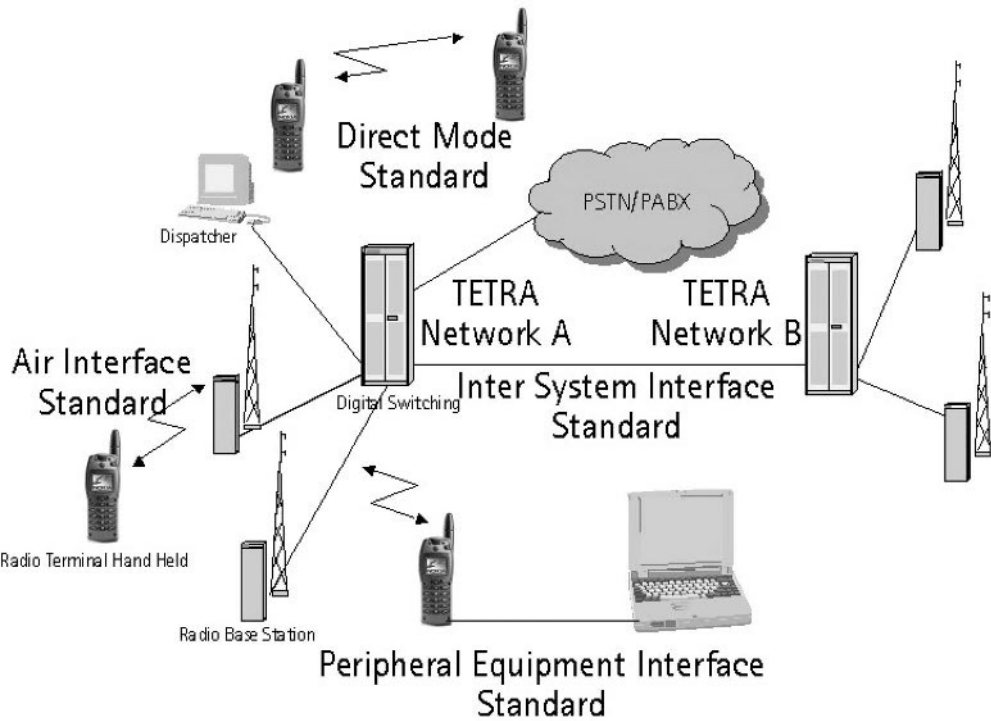 Direct Mode
Standard
PSTN/PABX
Dispatcher
TETRA
Network A
TETRA
Network B
Air Interface
Standard
Digital Switching
Inter System Interface
Standard
Radio Terminal Hand Held
Radio Base Station
Peripheral Equipment Interface
Standard